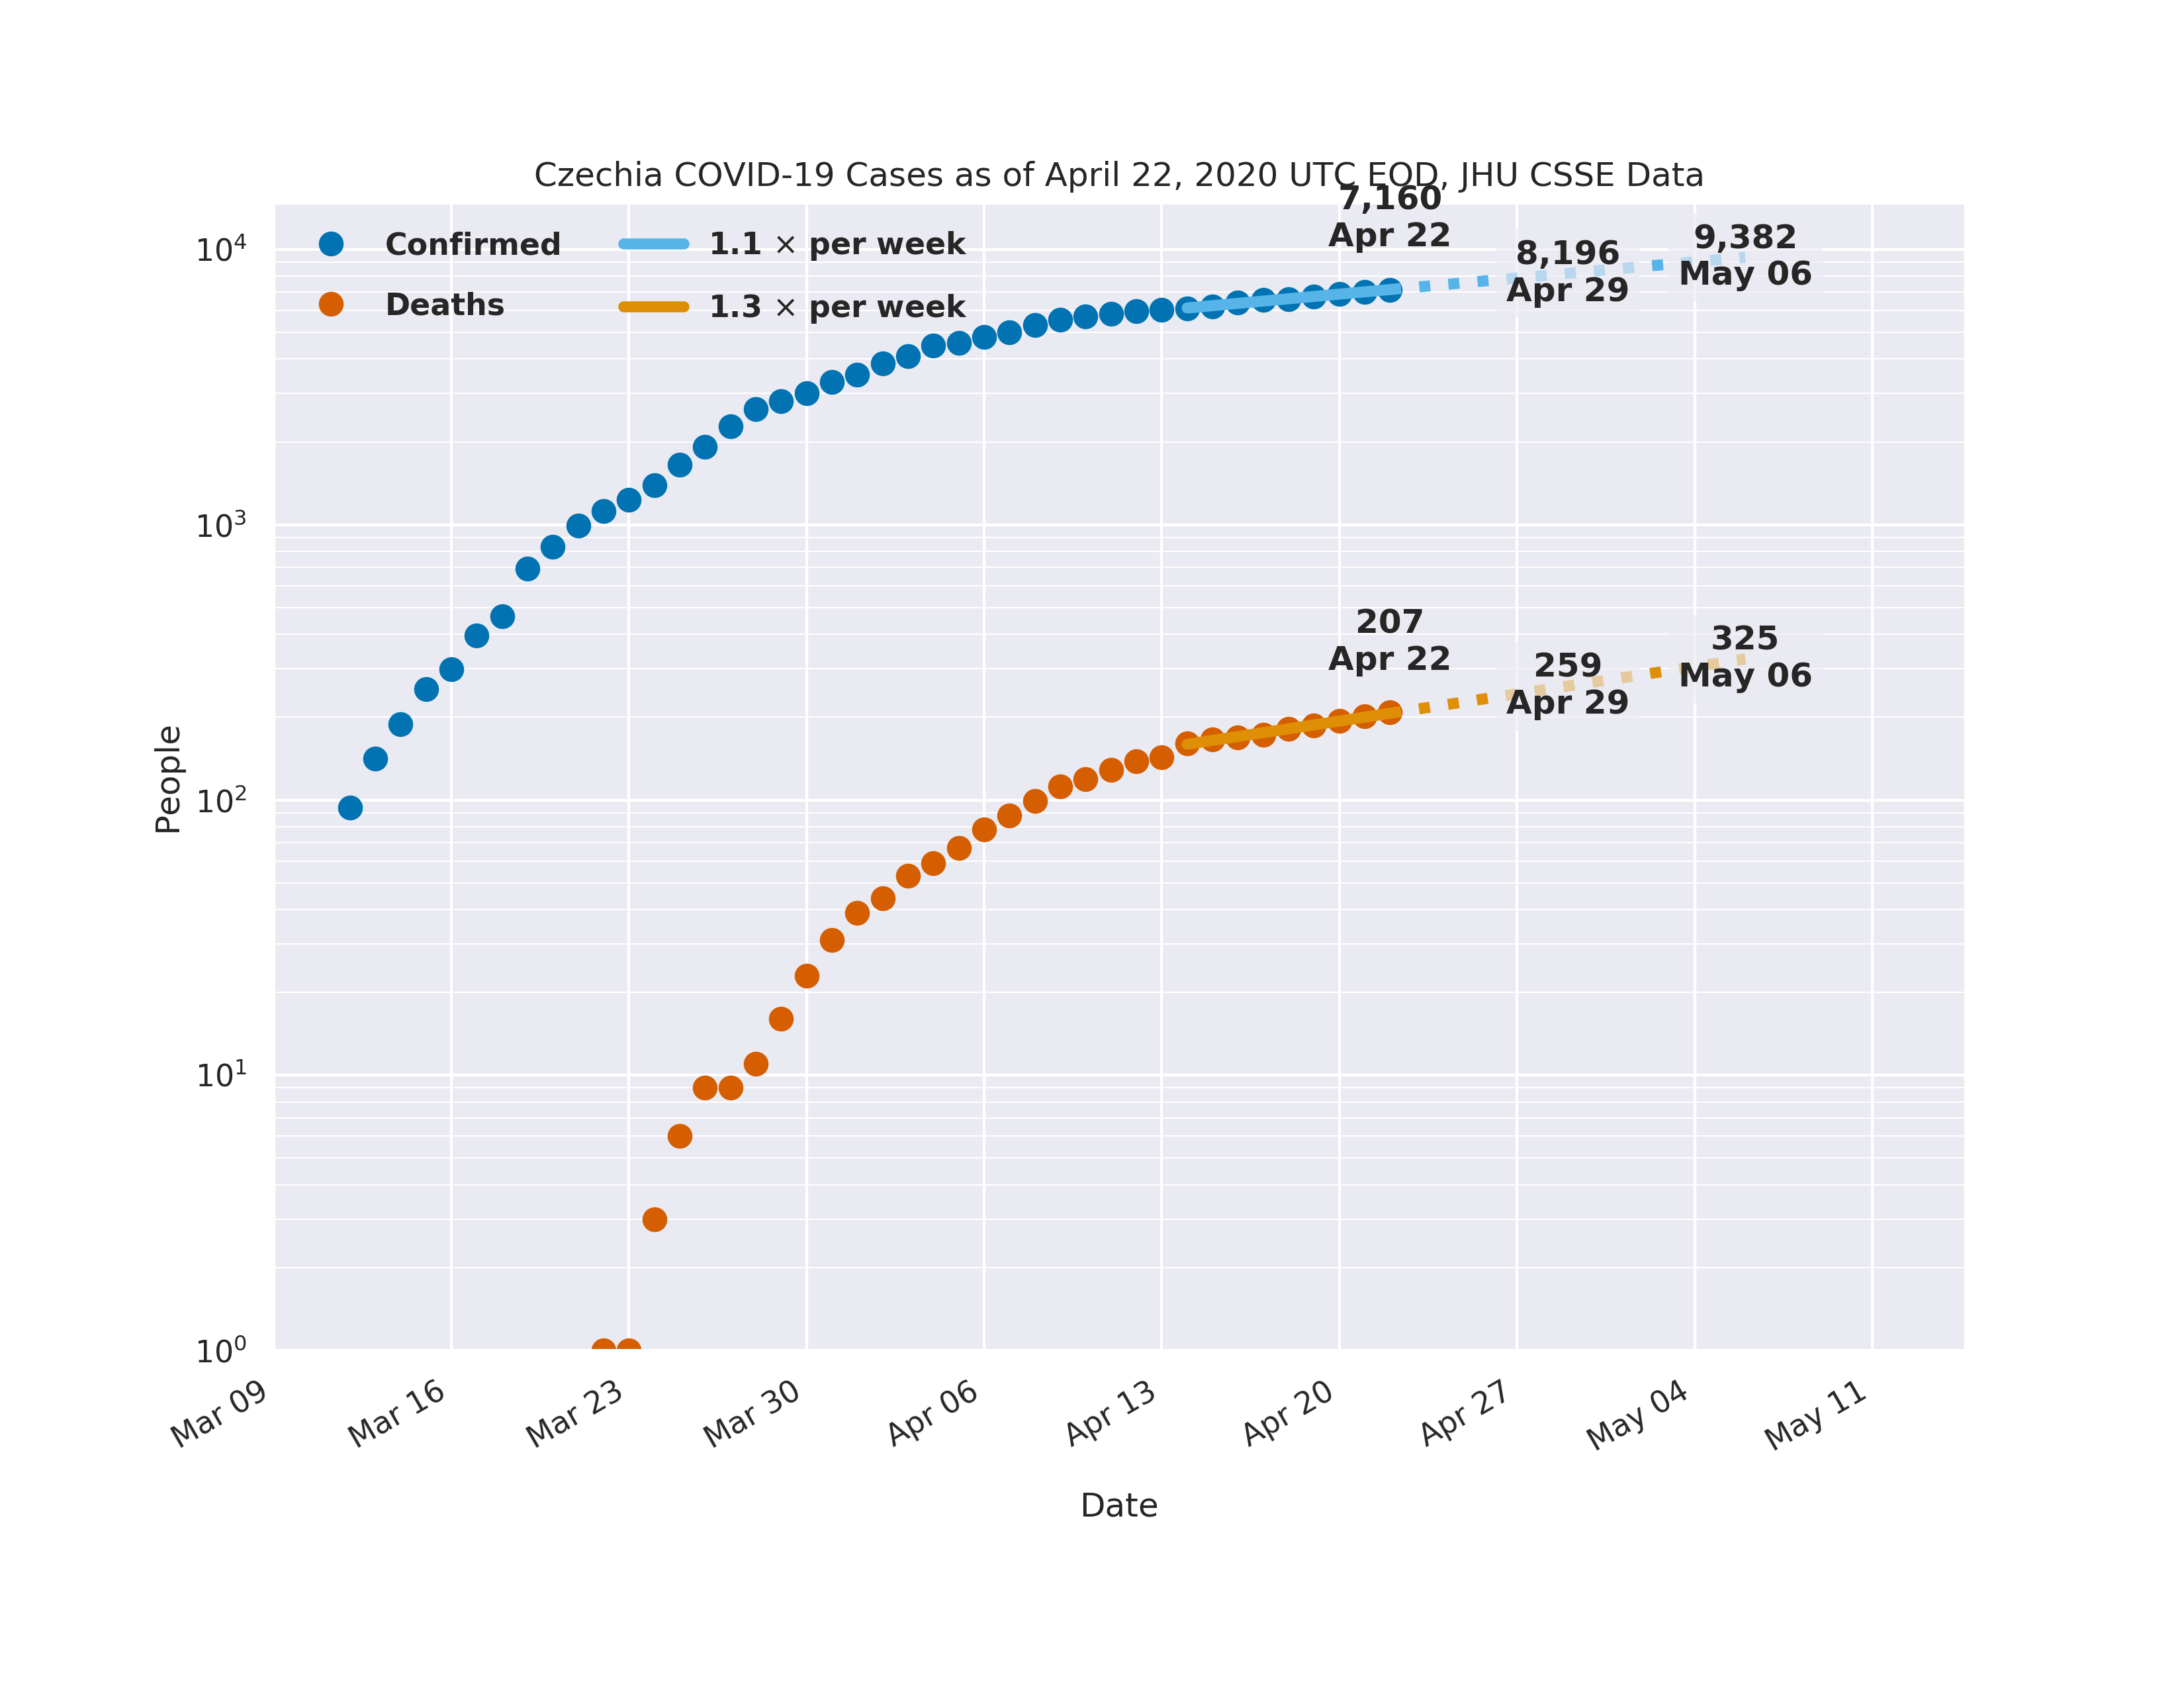 Czechia COVID-19 Cases as of April 22, 2020 UTC EOD, JHU CSSE Data
7,160
Apr 22
8,196
Apr 29
9,382
May 06
Confirmed
Deaths
1.1 × per week
1.3 × per week
207
Apr 22
259
Apr 29
325
May 06
People
10⁴
10³
10²
10¹
10⁰
Mar 09
Mar 16
Mar 23
Mar 30
Apr 06
Apr 13
Apr 20
Apr 27
May 04
May 11
Date